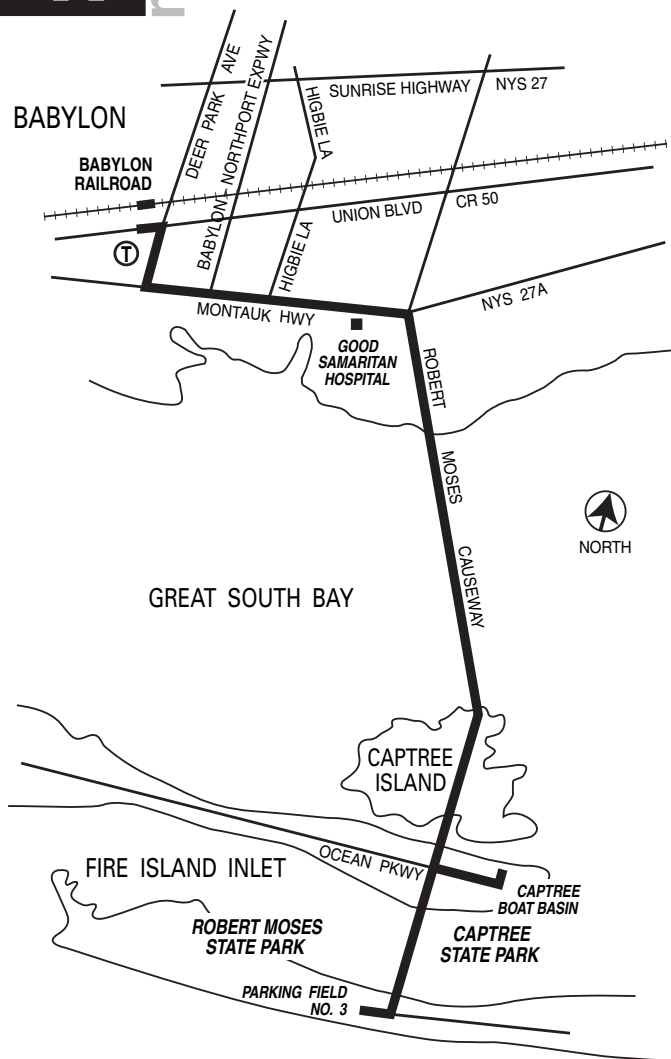 SUNRISE HIGHWAY
NYS 27
DEER PARK AVE
BABYLON – NORTHPORT EXPWY
HIGBIE LA
BABYLON
BABYLON
RAILROAD
UNION BLVD
CR 50
T
HIGBIE LA
NYS 27A
MONTAUK HWY
GOOD
SAMARITAN
HOSPITAL
ROBERT MOSES CAUSEWAY
NORTH
GREAT SOUTH BAY
CAPTREE
ISLAND
OCEAN PKWY
FIRE ISLAND INLET
CAPTREE
BOAT BASIN
ROBERT MOSES
STATE PARK
CAPTREE
STATE PARK
PARKING FIELD
NO. 3